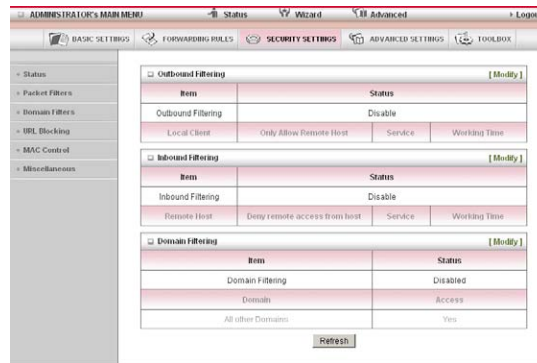 ADMINISTRATOR's MAIN MENU Status Wizard Advanced Logou
BASIC SETTINGS FORWARDING RULES SECURITY SETTINGS ADVANCED SETTINGS TOOLBOX
Status
Packet Filters
Domain Filters
URL Blocking
MAC Control
Miscellaneous
Outbound Filtering [ Modify ]
Item Status
Outbound Filtering Disable
Local Client Only Allow Remote Host Service Working Time
Inbound Filtering [ Modify ]
Item Status
Inbound Filtering Disable
Remote Host Deny remote access from host Service Working Time
Domain Filtering [ Modify ]
Item Status
Domain Filtering Disabled
Domain Access
All other Domains Yes
Refresh